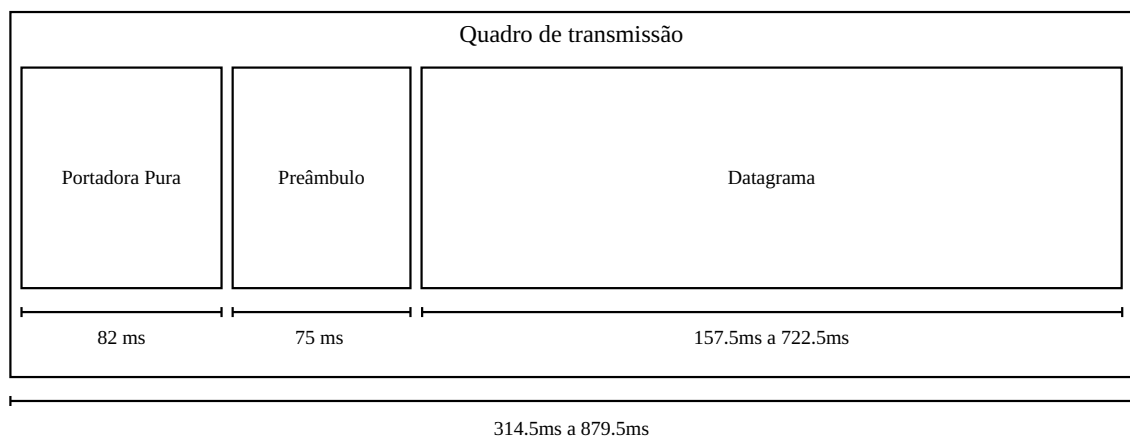 Quadro de transmissão
Portadora Pura
Preâmbulo
Datagrama
82 ms
75 ms
157.5ms a 722.5ms
314.5ms a 879.5ms